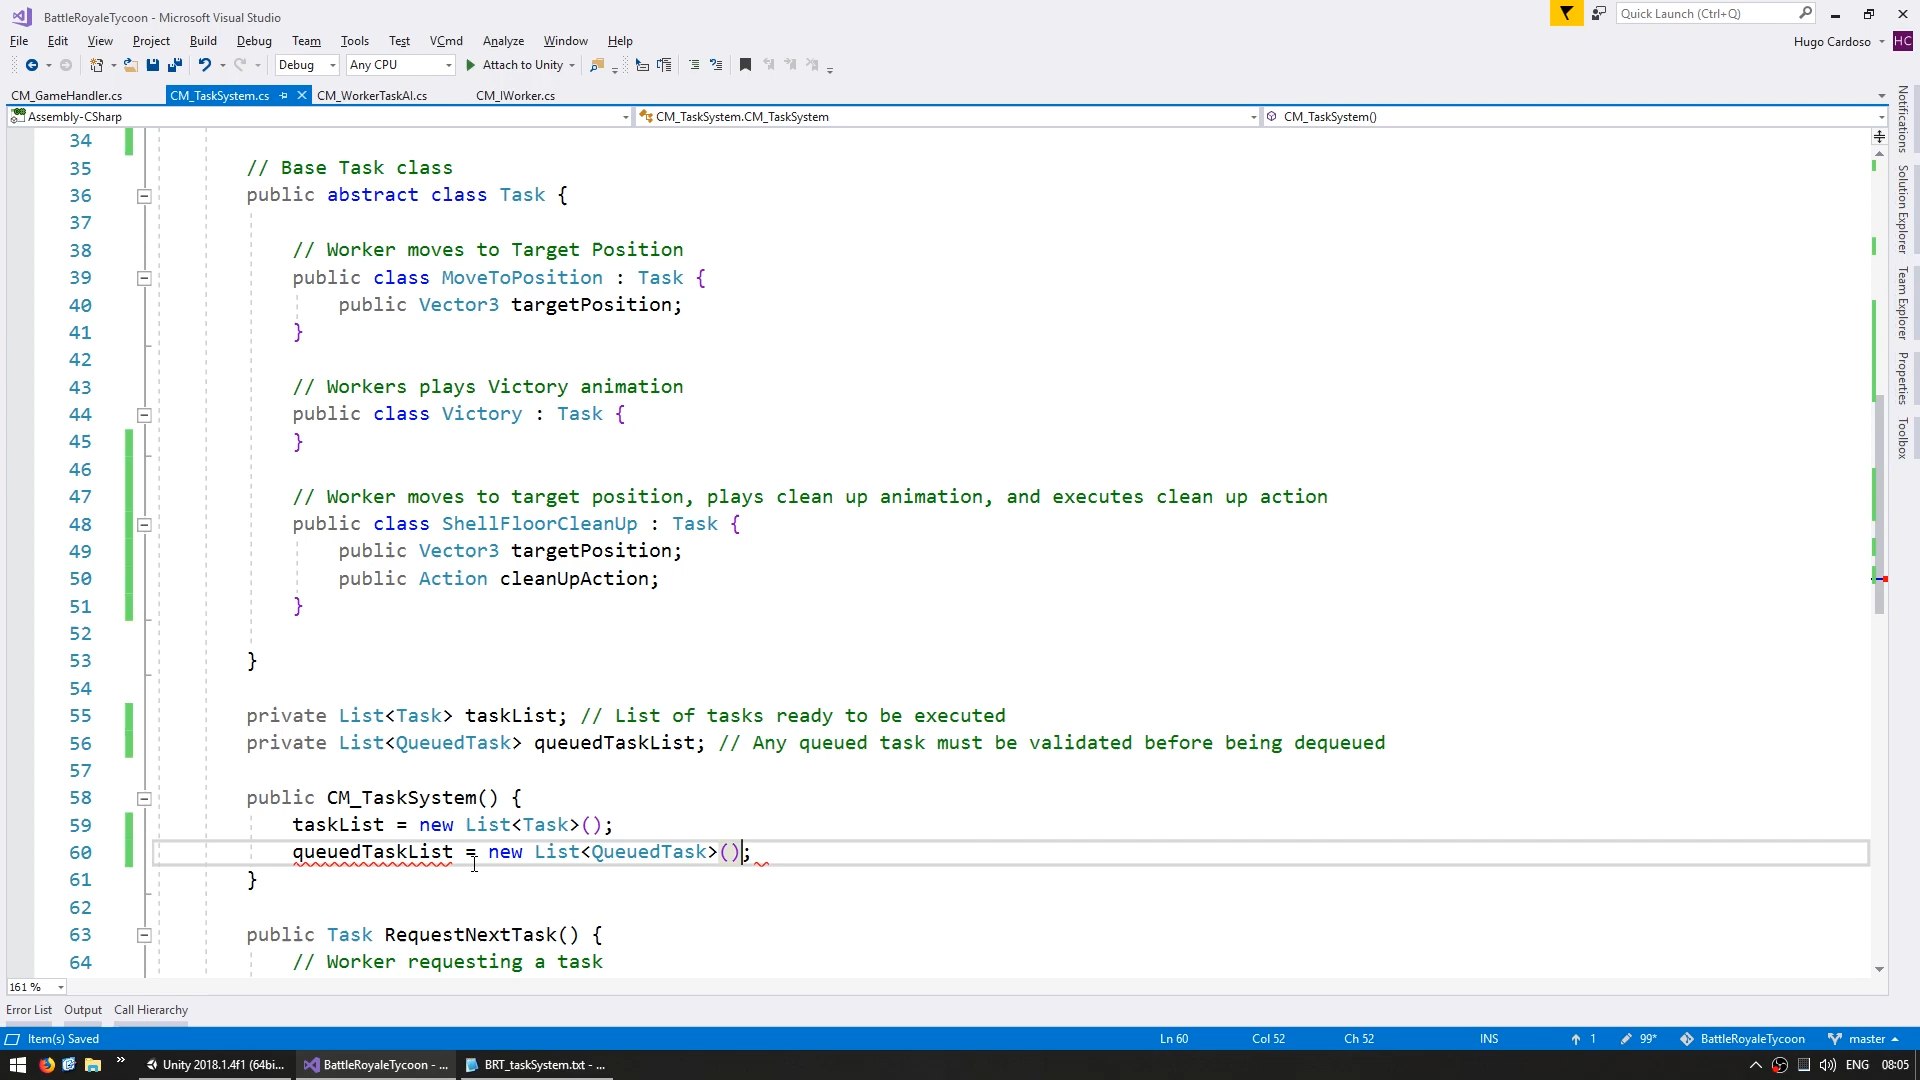 BattleRoyaleTycoon - Microsoft Visual Studio
Quick Launch (Ctrl+Q)
File Edit View Project Build Debug Team Tools Test VCmd Analyze Window Help
Hugo Cardoso HC
Debug Any CPU Attach to Unity
CM_GameHandler.cs CM_TaskSystem.cs CM_WorkerTaskAI.cs CM_IWorker.cs
Assembly-CSharp CM_TaskSystem.CM_TaskSystem CM_TaskSystem()
34
35 // Base Task class
36 public abstract class Task {
37
38 // Worker moves to Target Position
39 public class MoveToPosition : Task {
40 public Vector3 targetPosition;
41 }
42
43 // Workers plays Victory animation
44 public class Victory : Task {
45 }
46
47 // Worker moves to target position, plays clean up animation, and executes clean up action
48 public class ShellFloorCleanUp : Task {
49 public Vector3 targetPosition;
50 public Action cleanUpAction;
51 }
52
53 }
54
55 private List<Task> taskList; // List of tasks ready to be executed
56 private List<QueuedTask> queuedTaskList; // Any queued task must be validated before being dequeued
57
58 public CM_TaskSystem() {
59 taskList = new List<Task>();
60 queuedTaskList = new List<QueuedTask>();
61 }
62
63 public Task RequestNextTask() {
64 // Worker requesting a task
Notifications
Solution Explorer
Team Explorer
Properties
Toolbox
161 %
Error List Output Call Hierarchy
Item(s) Saved Ln 60 Col 52 Ch 52 INS 1 99* BattleRoyaleTycoon master
Unity 2018.1.4f1 (64bi... BattleRoyaleTycoon - ... BRT_taskSystem.txt - ... ENG 08:05